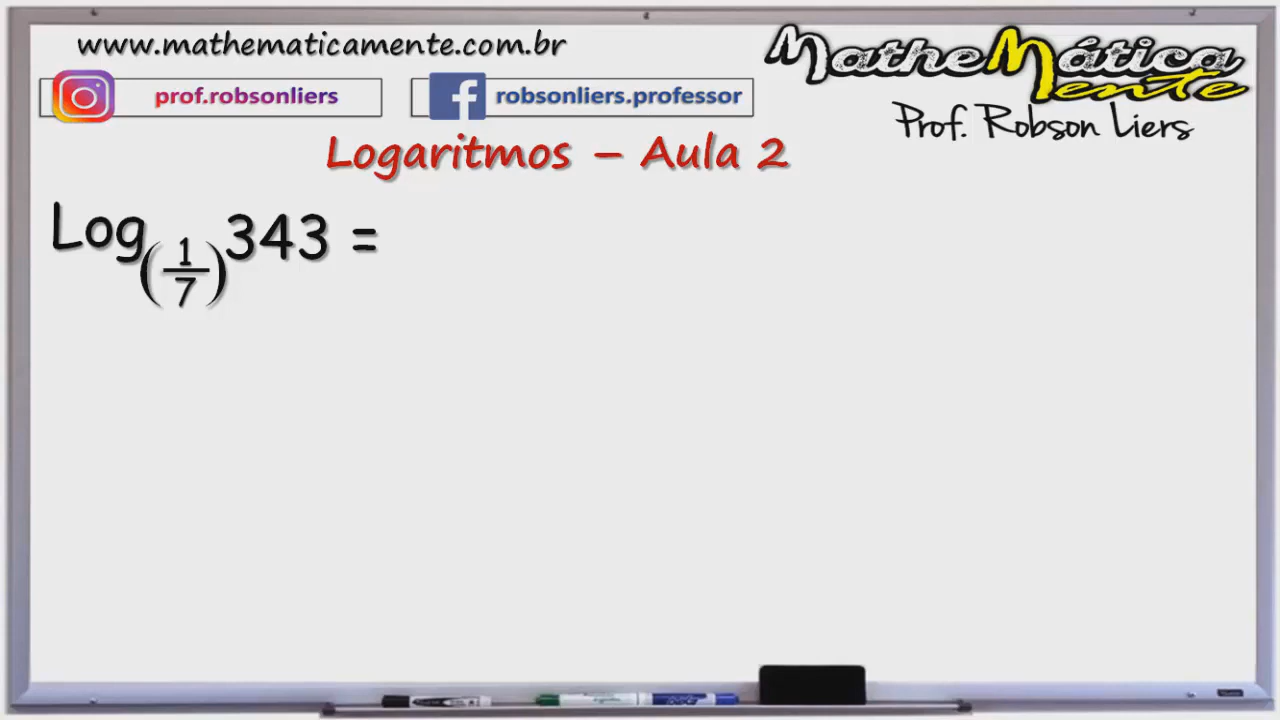 www.mathematicamente.com.br
MatheMática
mente
prof.robsonliers
robsonliers.professor
Prof. Robson Liers
Logaritmos – Aula 2
Log(1/7) 343 =